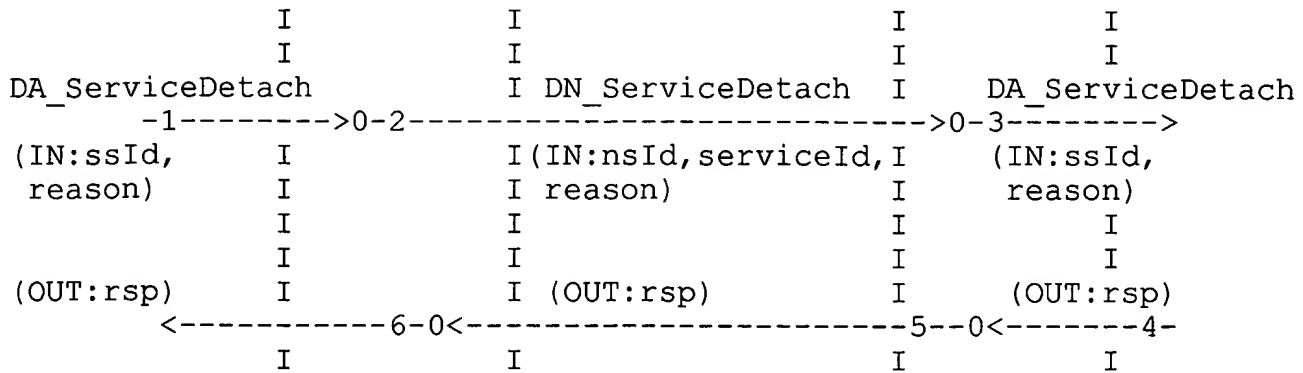 I I I I
I I I I
DA_ServiceDetach I DN_ServiceDetach I DA_ServiceDetach
-1-------->0-2---------------------------->0-3-------->
(IN:ssId, I I(IN:nsId,serviceId,I (IN:ssId,
reason) I I reason) I reason)
I I I I
I I I I
(OUT:rsp) I I (OUT:rsp) I (OUT:rsp)
<-----------6-0<------------------------5--0<-------4-
I I I I